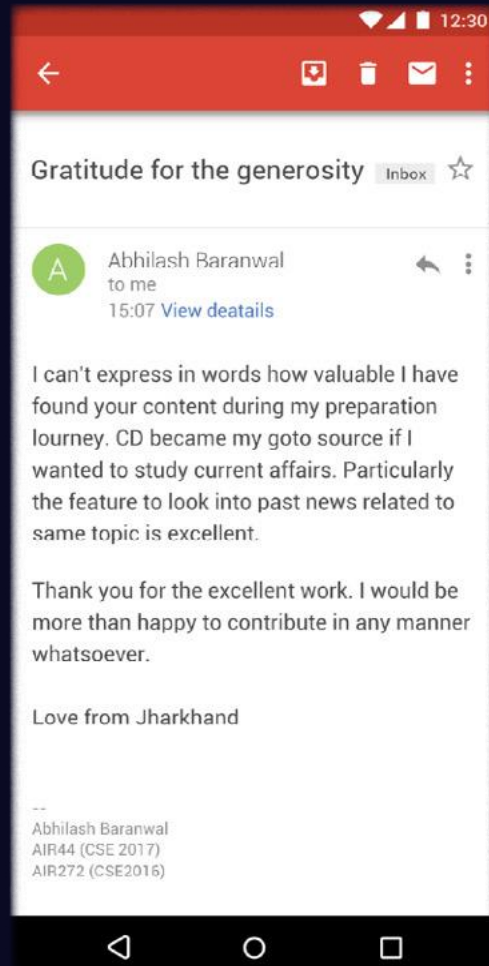 12:30
Gratitude for the generosity Inbox
A
Abhilash Baranwal
to me
15:07 View deatails
I can't express in words how valuable I have
found your content during my preparation
lourney. CD became my goto source if I
wanted to study current affairs. Particularly
the feature to look into past news related to
same topic is excellent.
Thank you for the excellent work. I would be
more than happy to contribute in any manner
whatsoever.
Love from Jharkhand
--
Abhilash Baranwal
AIR44 (CSE 2017)
AIR272 (CSE2016)